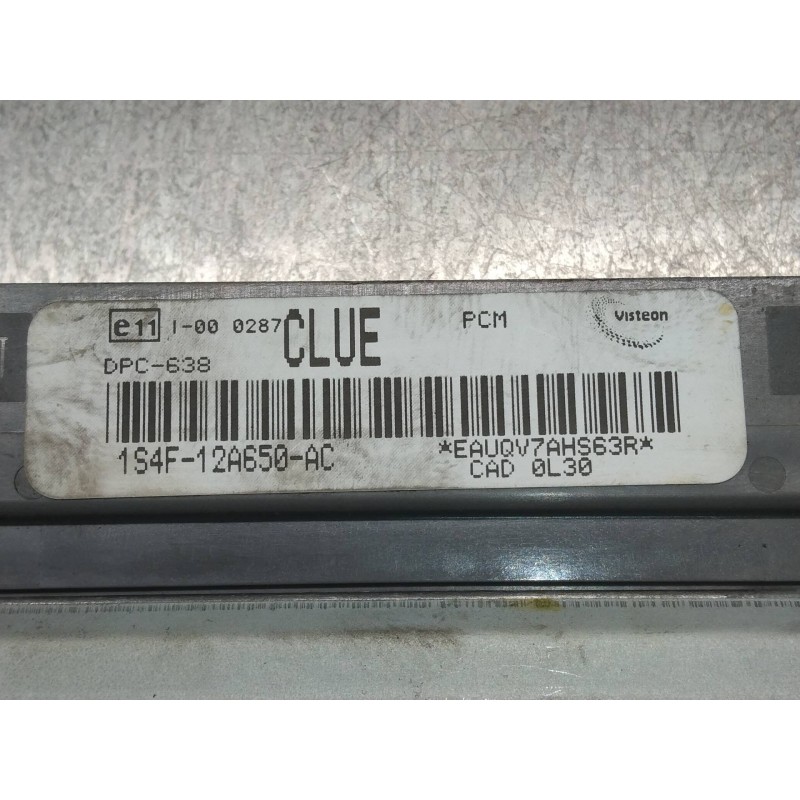 e11 I-00 0287 CLUE PCM Visteon
DPC-638
1S4F-12A650-AC *EAUQV7AHS63R*
CAD 0L30